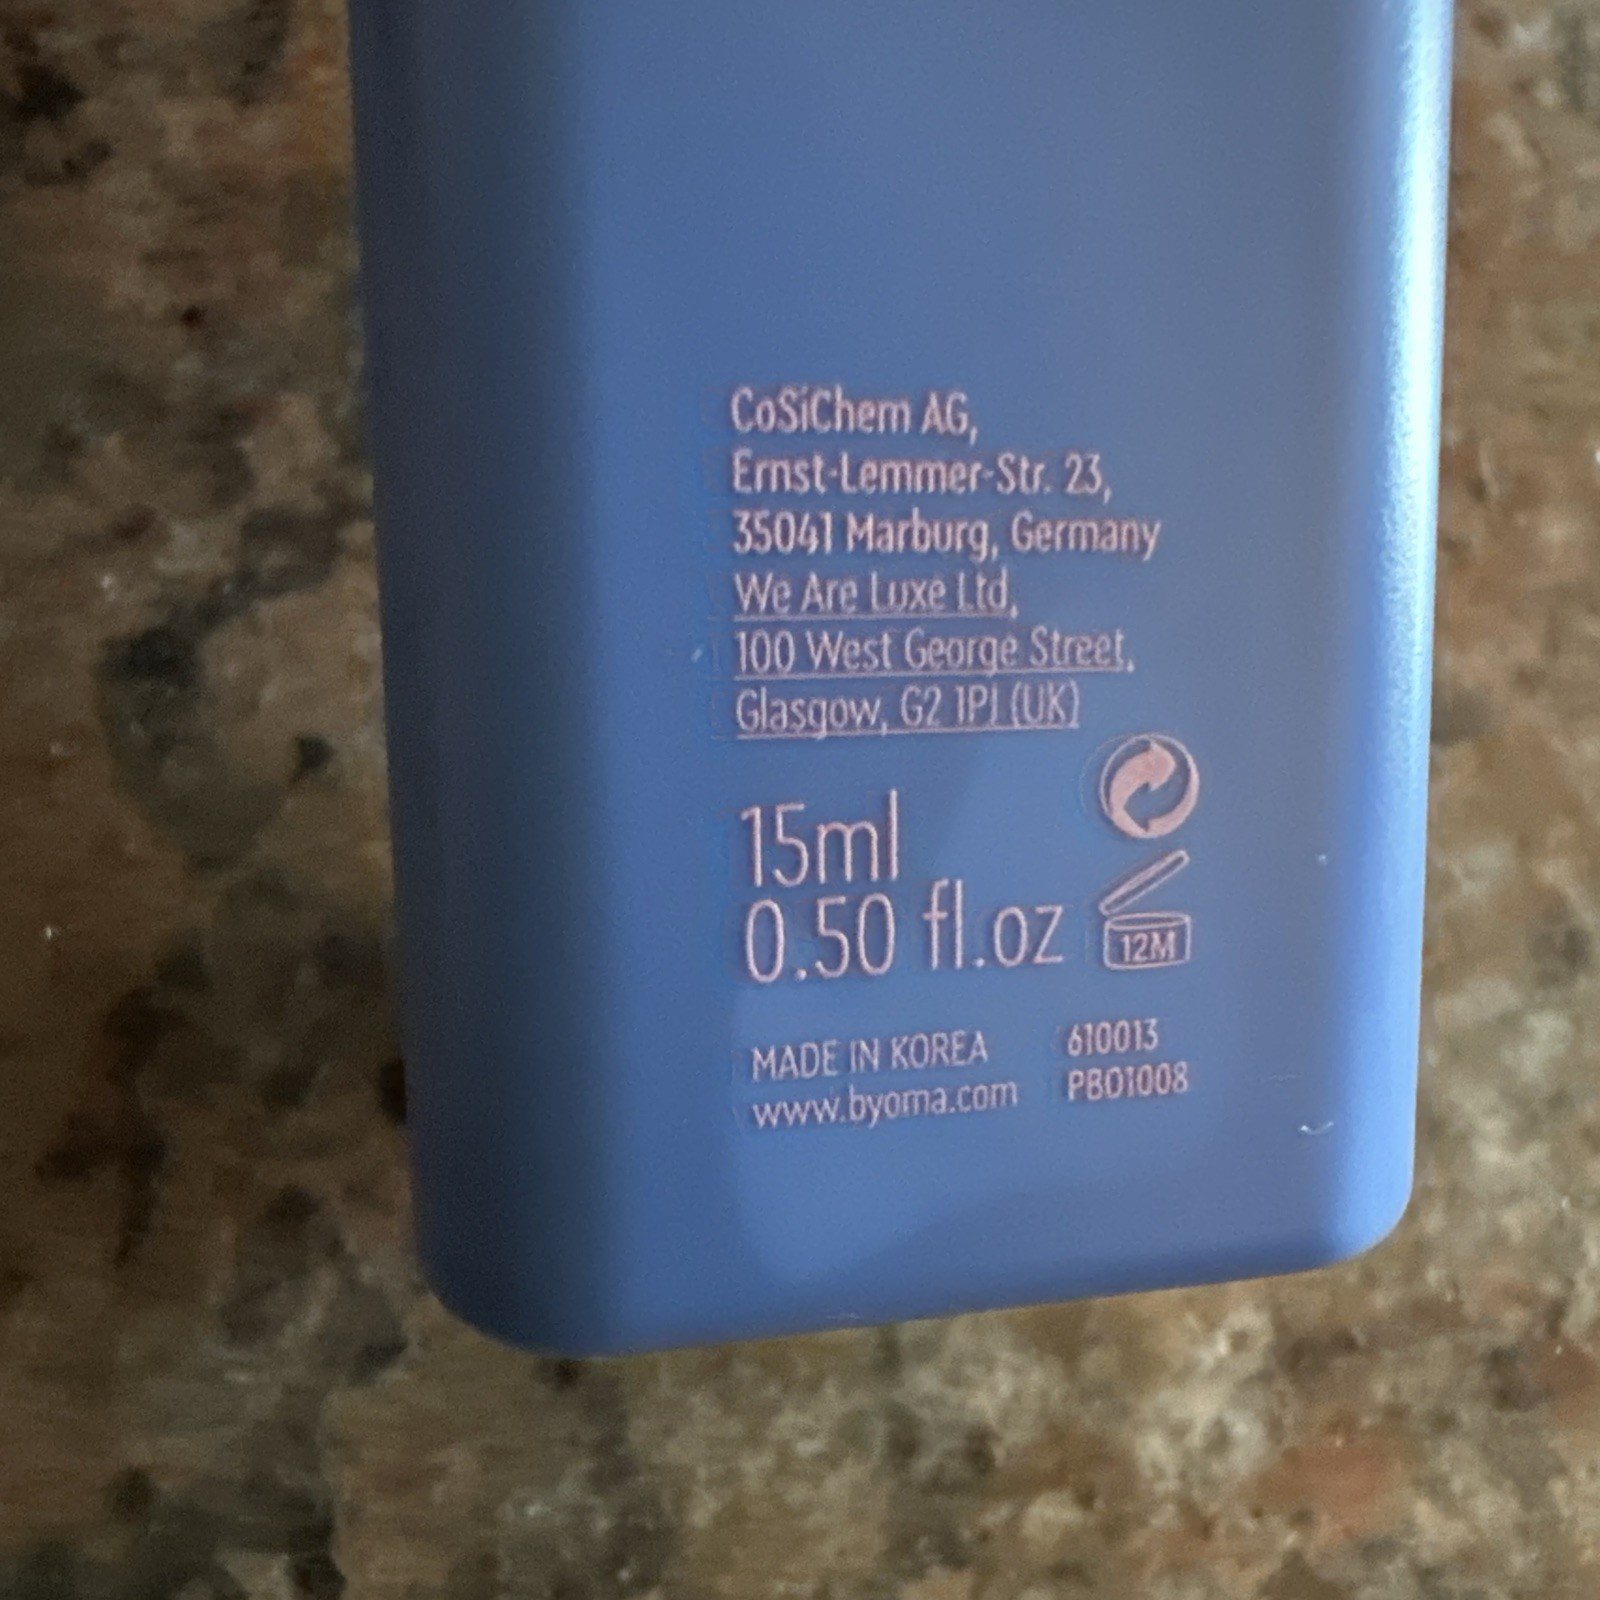 CoSiChem AG,
Ernst-Lemmer-Str. 23,
35041 Marburg, Germany
We Are Luxe Ltd,
100 West George Street,
Glasgow, G2 1PJ (UK)
15ml
0.50 fl.oz
12M
MADE IN KOREA 610013
www.byoma.com PB01008